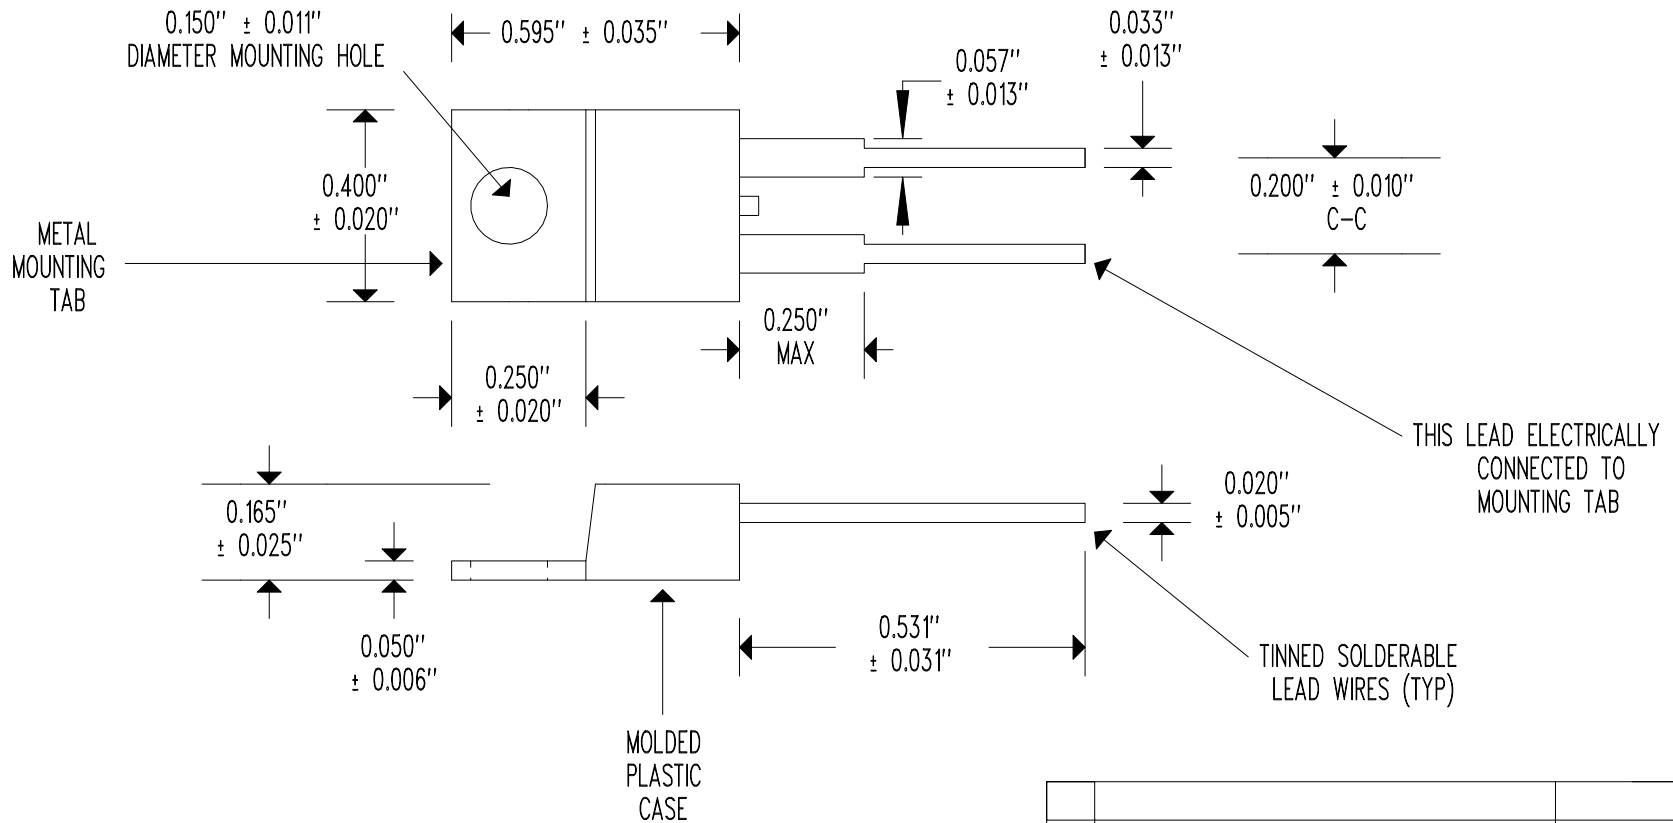 0.150" ± 0.011"
DIAMETER MOUNTING HOLE
0.595" ± 0.035"
0.033"
± 0.013"
0.057"
± 0.013"
0.400"
± 0.020"
0.200" ± 0.010"
C-C
METAL
MOUNTING
TAB
0.250"
MAX
0.250"
± 0.020"
THIS LEAD ELECTRICALLY
CONNECTED TO
MOUNTING TAB
0.165"
± 0.025"
0.020"
± 0.005"
0.050"
± 0.006"
0.531"
± 0.031"
TINNED SOLDERABLE
LEAD WIRES (TYP)
MOLDED
PLASTIC
CASE